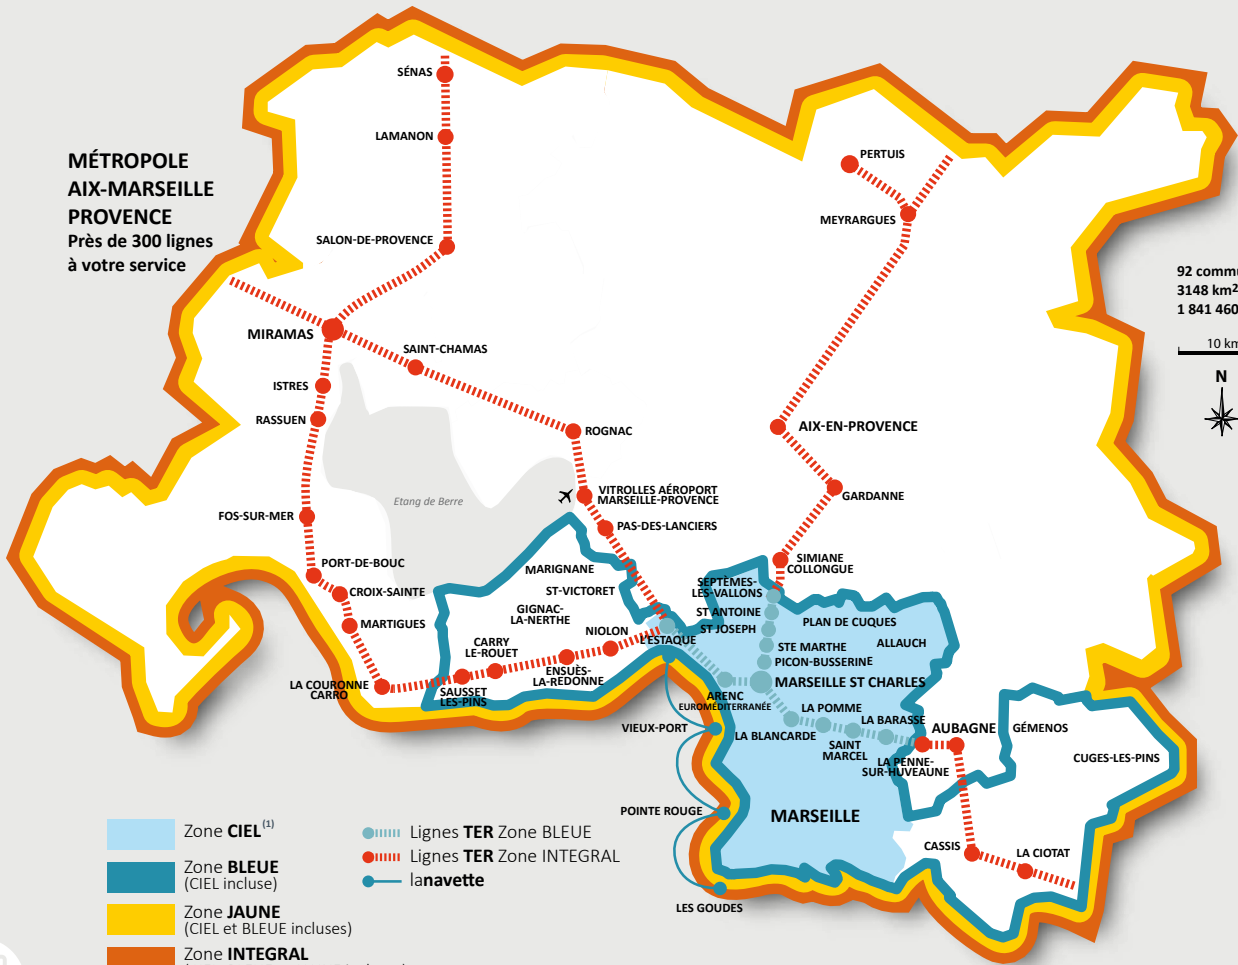 MÉTROPOLE
AIX-MARSEILLE
PROVENCE
Près de 300 lignes
à votre service
SÉNAS
LAMANON
SALON-DE-PROVENCE
PERTUIS
MEYRARGUES
92
3148 km²
1 841 460
10 km
N
MIRAMAS
SAINT-CHAMAS
ISTRES
RASSUEN
ROGNAC
AIX-EN-PROVENCE
Etang de Berre
VITROLLES AÉROPORT
MARSEILLE-PROVENCE
GARDANNE
FOS-SUR-MER
PAS-DES-LANCIERS
PORT-DE-BOUC
MARIGNANE
SIMIANE
COLLONGUE
CROIX-SAINTE
ST-VICTORET
SEPTÈMES-
LES-VALLONS
MARTIGUES
GIGNAC-
LA-NERTHE
ST ANTOINE
PLAN DE CUQUES
NIOLON
L'ESTAQUE
ST JOSEPH
ALLAUCH
CARRY
LE-ROUET
STE MARTHE
PICON-BUSSERINE
ENSUÈS-
LA-REDONNE
LA COURONNE
CARRO
SAUSSET
LES-PINS
MARSEILLE ST CHARLES
ARENC
EUROMÉDITERRANÉE
LA POMME
LA BARASSE
VIEUX-PORT
LA BLANCARDE
SAINT
MARCEL
AUBAGNE
GÉMENOS
LA PENNE-
SUR-HUVEAUNE
CUGES-LES-PINS
POINTE ROUGE
MARSEILLE
CASSIS
LA CIOTAT
LES GOUDES
Zone CIEL(1)
Zone BLEUE
(CIEL incluse)
Zone JAUNE
(CIEL et BLEUE incluses)
Zone INTEGRAL
Lignes TER Zone BLEUE
Lignes TER Zone INTEGRAL
lanavette